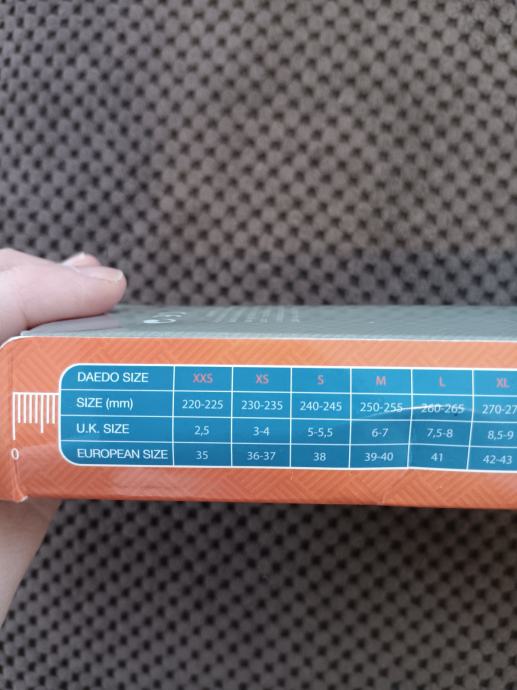 DAEDO SIZE XXS XS S M L XL
SIZE (mm) 220-225 230-235 240-245 250-255 260-265
U.K. SIZE 2,5 3-4 5-5,5 6-7 7,5-8 8,5-9
EUROPEAN SIZE 35 36-37 38 39-40 41 42-43
0